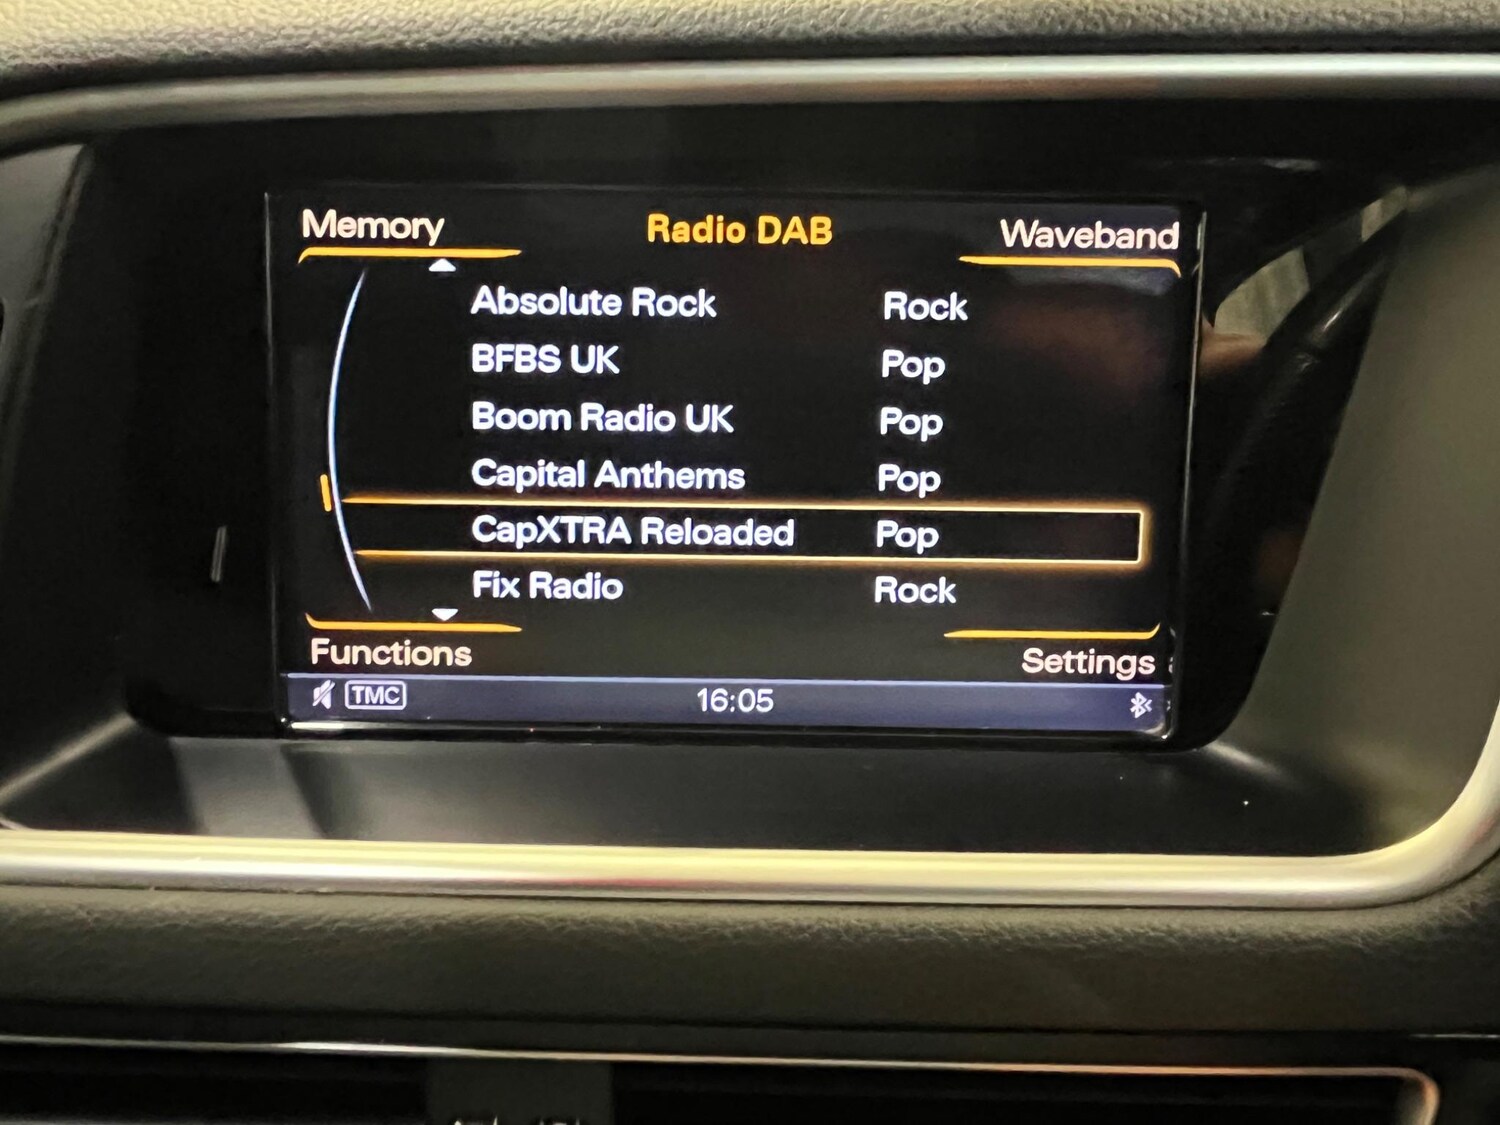 Memory Radio DAB Waveband
Absolute Rock Rock
BFBS UK Pop
Boom Radio UK Pop
Capital Anthems Pop
CapXTRA Reloaded Pop
Fix Radio Rock
Functions Settings
TMC 16:05